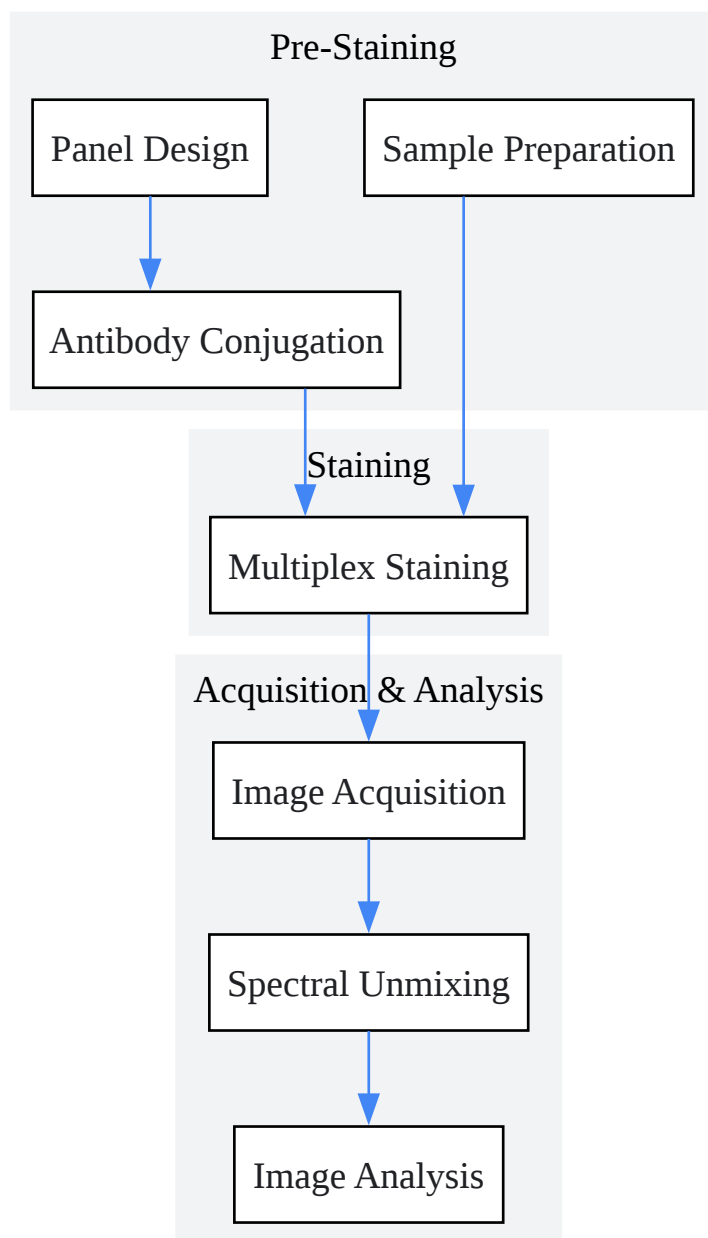 Pre-Staining
Panel Design
Sample Preparation
Antibody Conjugation
Staining
Multiplex Staining
Acquisition & Analysis
Image Acquisition
Spectral Unmixing
Image Analysis